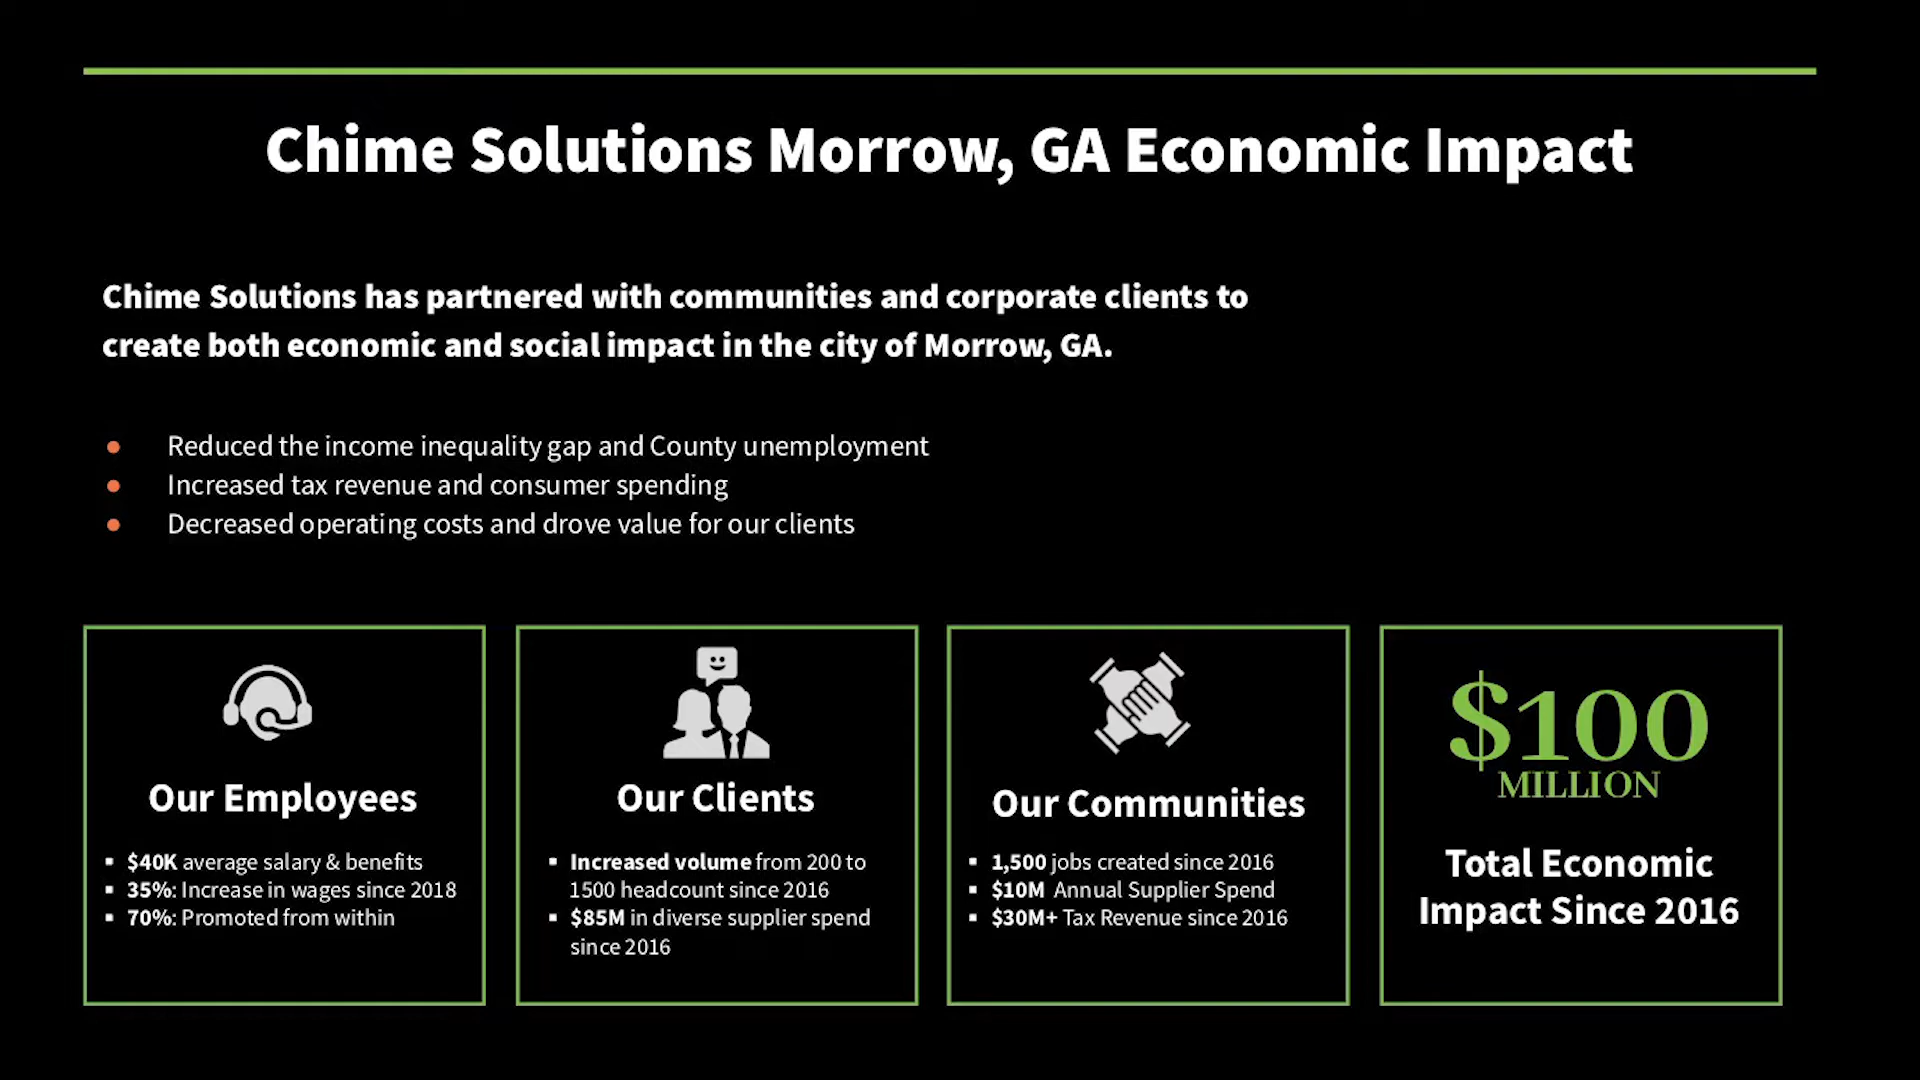 Chime Solutions Morrow, GA Economic Impact
Chime Solutions has partnered with communities and corporate clients to
create both economic and social impact in the city of Morrow, GA.
● Reduced the income inequality gap and County unemployment
● Increased tax revenue and consumer spending
● Decreased operating costs and drove value for our clients
Our Employees
▪ $40K average salary & benefits
▪ 35%: Increase in wages since 2018
▪ 70%: Promoted from within
Our Clients
▪ Increased volume from 200 to
1500 headcount since 2016
▪ $85M in diverse supplier spend
since 2016
Our Communities
▪ 1,500 jobs created since 2016
▪ $10M Annual Supplier Spend
▪ $30M+ Tax Revenue since 2016
$100
MILLION
Total Economic
Impact Since 2016